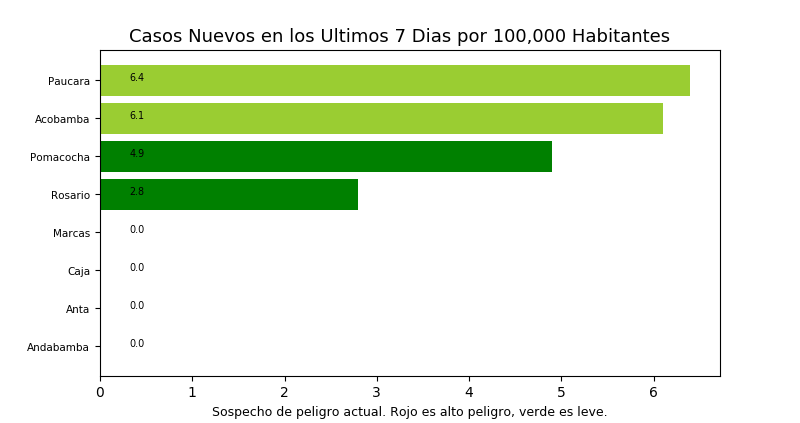 Casos Nuevos en los Ultimos 7 Dias por 100,000 Habitantes
Paucara 6.4
Acobamba 6.1
Pomacocha 4.9
Rosario 2.8
Marcas 0.0
Caja 0.0
Anta 0.0
Andabamba 0.0
0 1 2 3 4 5 6
Sospecho de peligro actual. Rojo es alto peligro, verde es leve.